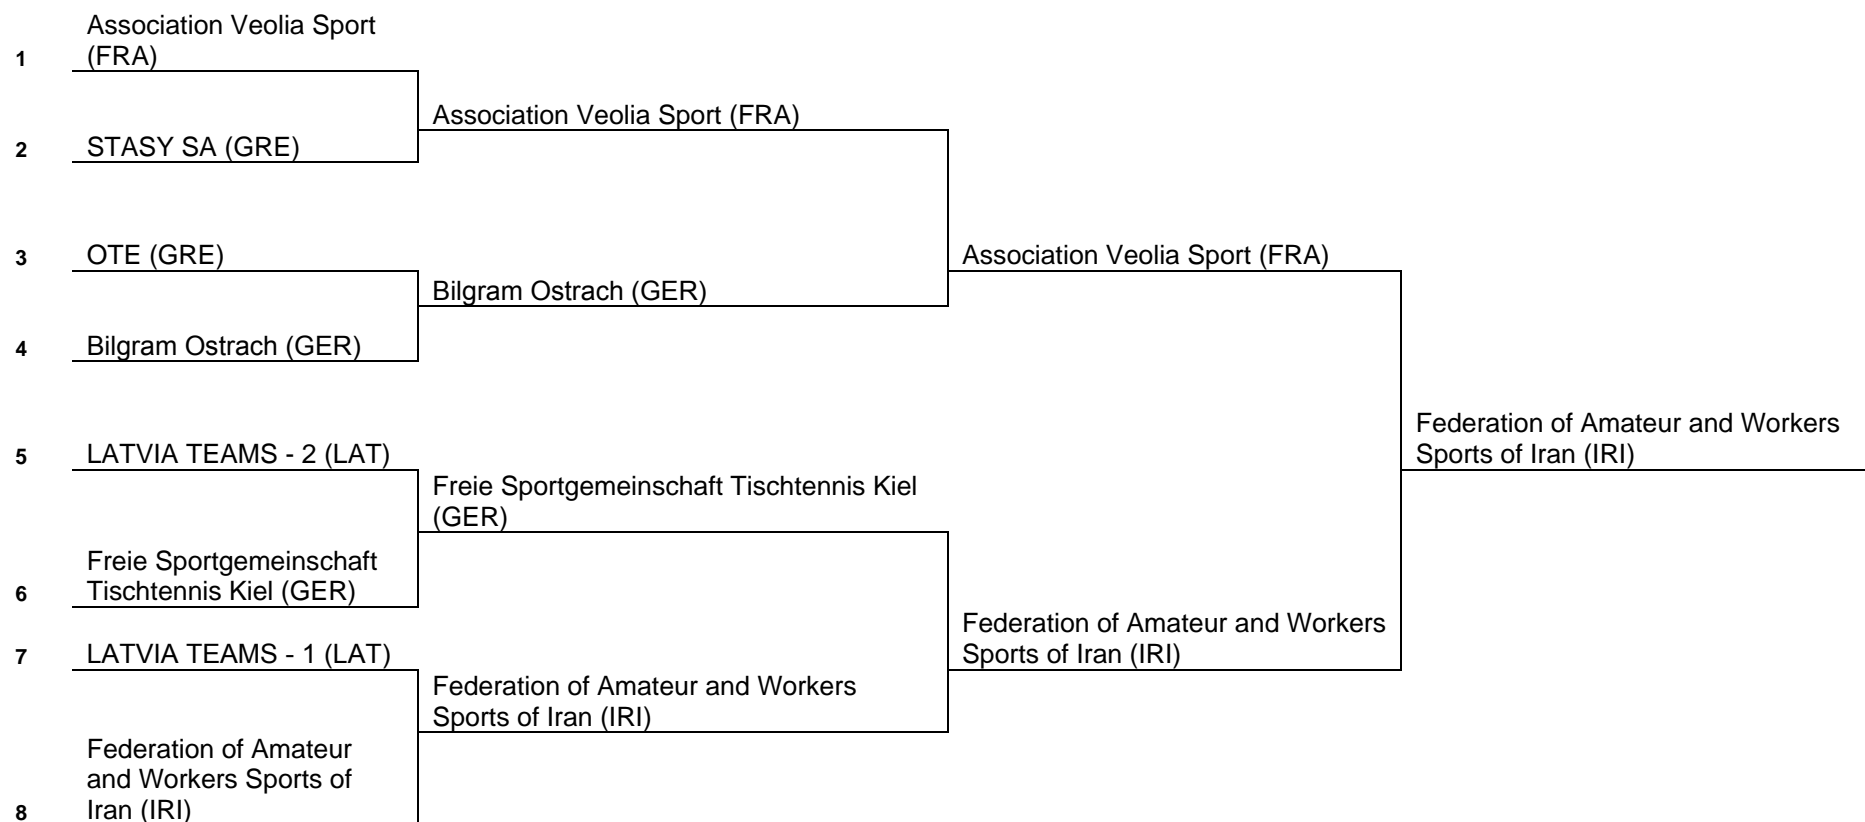 Association Veolia Sport
1 (FRA)
Association Veolia Sport (FRA)
2 STASY SA (GRE)
3 OTE (GRE)
Association Veolia Sport (FRA)
Bilgram Ostrach (GER)
4 Bilgram Ostrach (GER)
Federation of Amateur and Workers
Sports of Iran (IRI)
5 LATVIA TEAMS - 2 (LAT)
Freie Sportgemeinschaft Tischtennis Kiel
(GER)
Freie Sportgemeinschaft
6 Tischtennis Kiel (GER)
Federation of Amateur and Workers
Sports of Iran (IRI)
7 LATVIA TEAMS - 1 (LAT)
Federation of Amateur and Workers
Sports of Iran (IRI)
Federation of Amateur
and Workers Sports of
8 Iran (IRI)